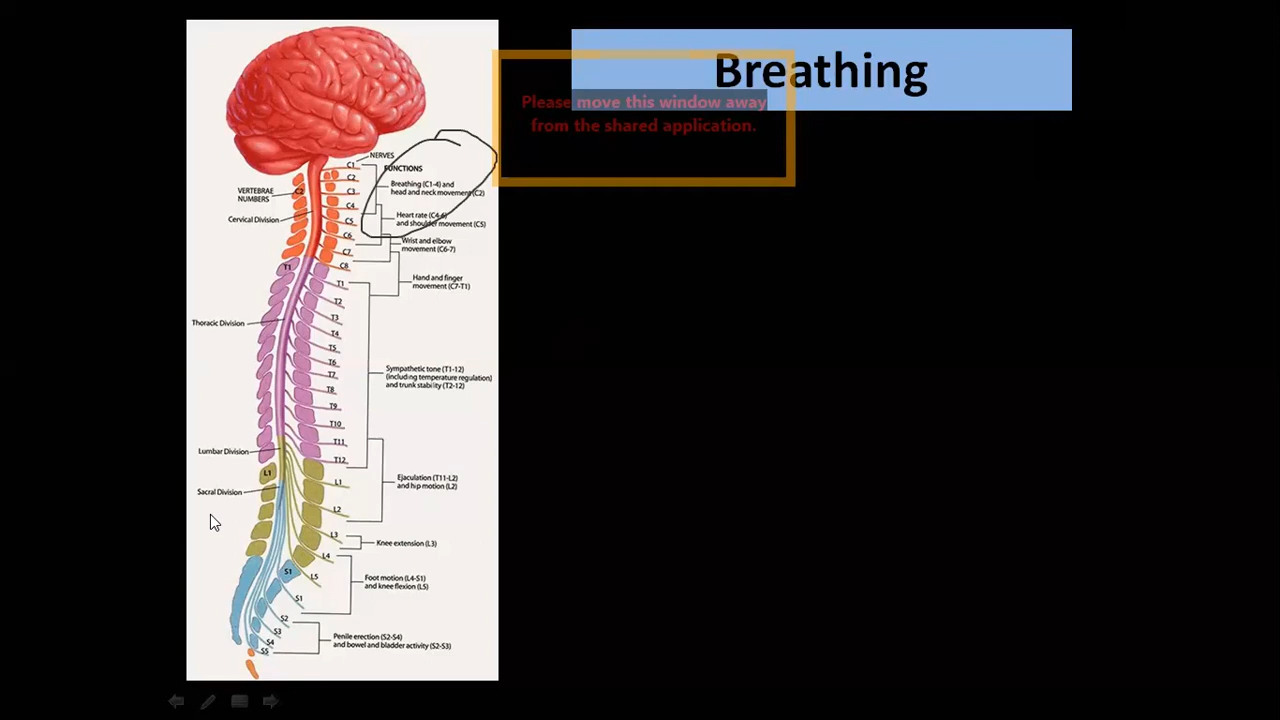 Breathing
Please move this window away
from the shared application.
NERVES
C1
FUNCTIONS
C2
Breathing (C1-4) and
head and neck movement (C2)
VERTEBRAE
NUMBERS
C2
C3
C4
Heart rate (C4-6)
and shoulder movement (C5)
Cervical Division
C5
C6
Wrist and elbow
movement (C6-7)
C7
T1
C8
Hand and finger
movement (C7-T1)
T1
T2
Thoracic Division
T3
T4
T5
T6
Sympathetic tone (T1-12)
(including temperature regulation)
and trunk stability (T2-12)
T7
T8
T9
T10
T11
Lumbar Division
T12
L1
Ejaculation (T11-L2)
and hip motion (L2)
L1
Sacral Division
L2
L3
Knee extension (L3)
L4
S1
L5
Foot motion (L4-S1)
and knee flexion (L5)
S1
S2
S3
Penile erection (S2-S4)
and bowel and bladder activity (S2-S3)
S4
S5